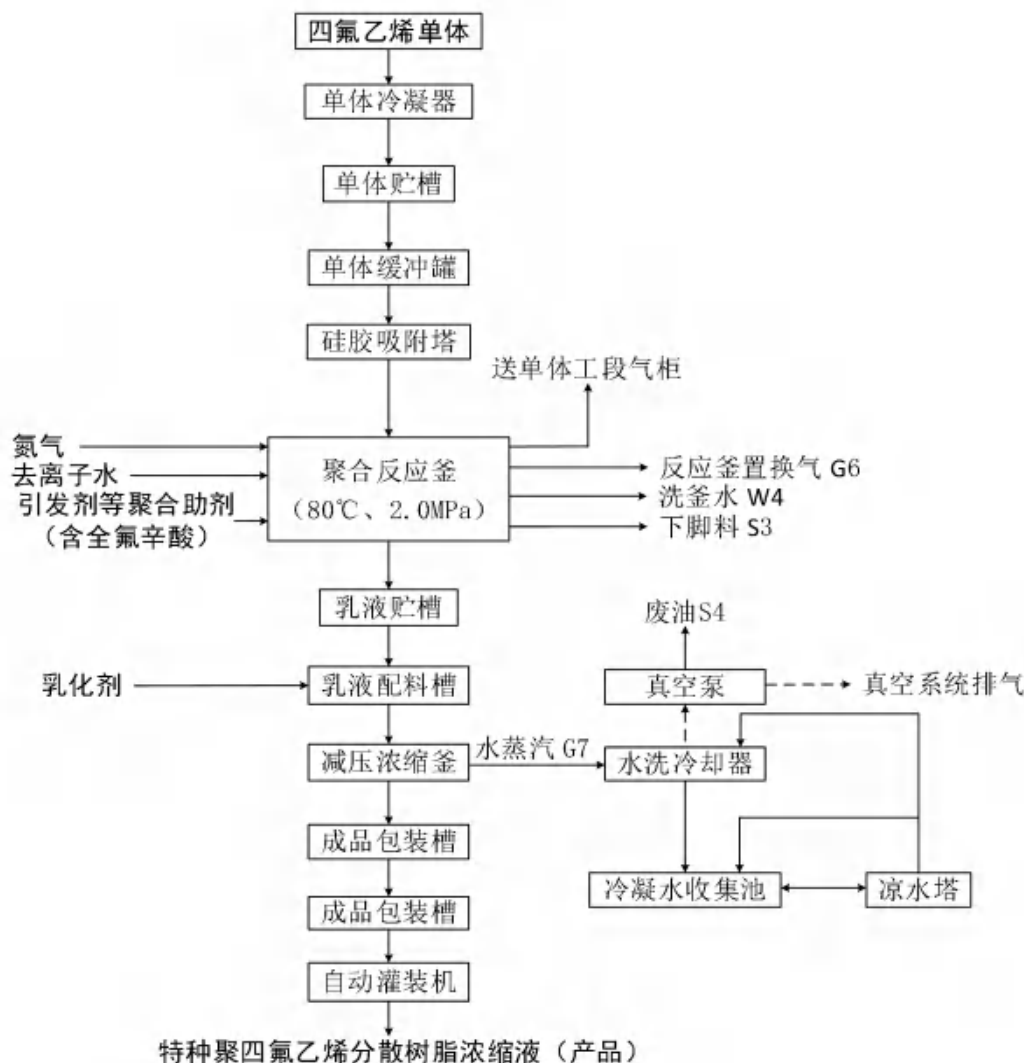 四氟乙烯单体
单体冷凝器
单体贮槽
单体缓冲罐
硅胶吸附塔
送单体工段气柜
氮气
去离子水
引发剂等聚合助剂
（含全氟辛酸）
聚合反应釜
（80℃、2.0MPa）
反应釜置换气 G6
洗釜水 W4
下脚料 S3
乳液贮槽
废油S4
乳化剂
乳液配料槽
真空泵
真空系统排气
减压浓缩釜
水蒸汽 G7
水洗冷却器
成品包装槽
冷凝水收集池
凉水塔
成品包装槽
自动灌装机
特种聚四氟乙烯分散树脂浓缩液（产品）